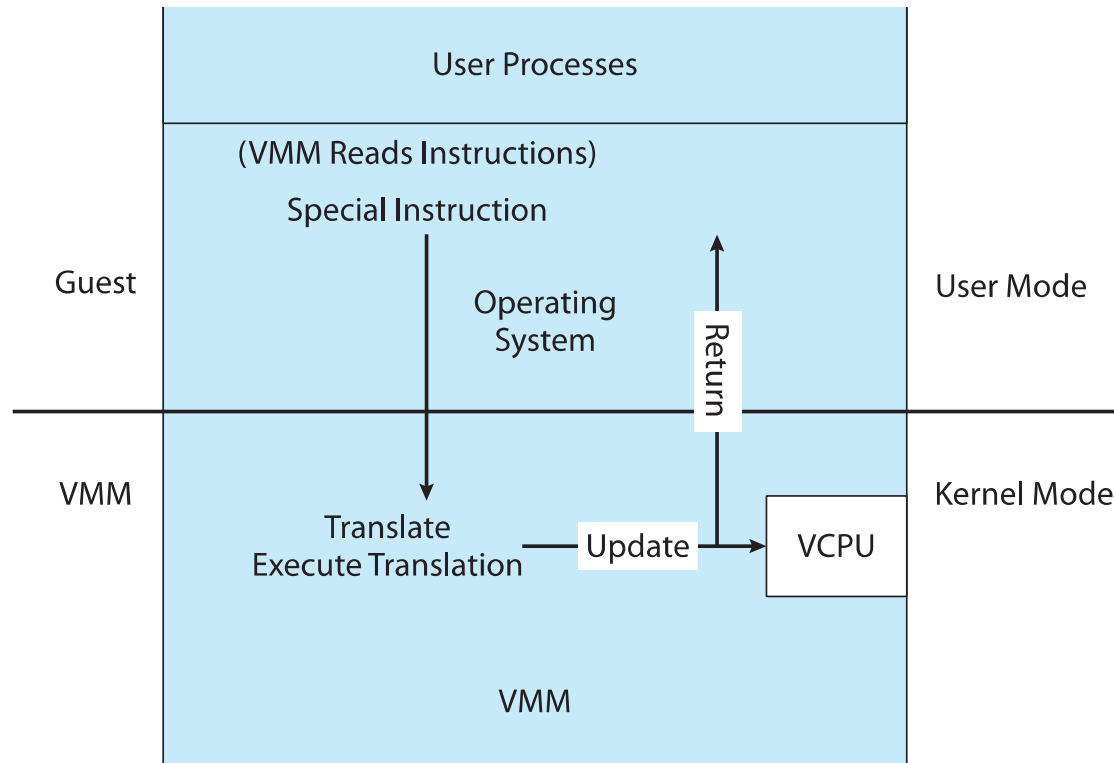 User Processes
(VMM Reads Instructions)
Special Instruction
Guest
Operating
System
User Mode
Return
VMM
Kernel Mode
Translate
Execute Translation
Update
VCPU
VMM